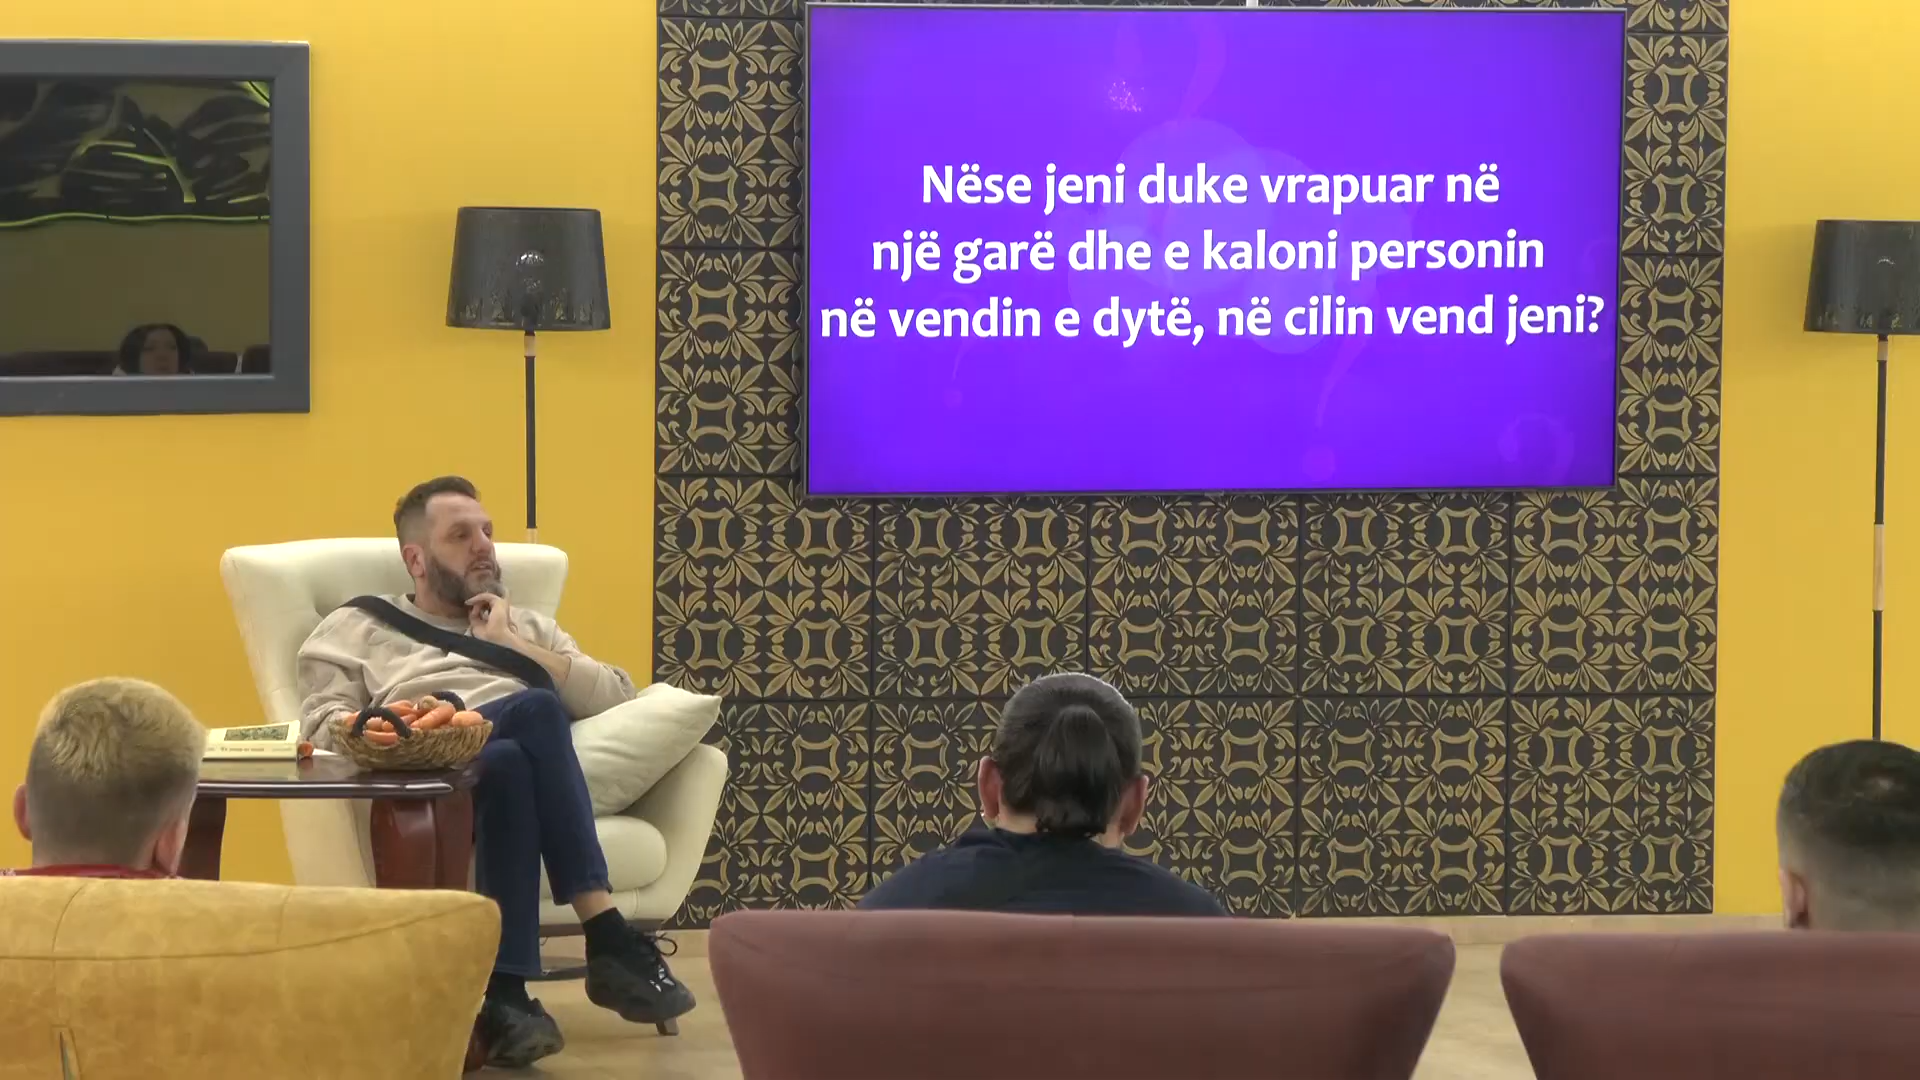 Nëse jeni duke vrapuar në
një garë dhe e kaloni personin
në vendin e dytë, në cilin vend jeni?